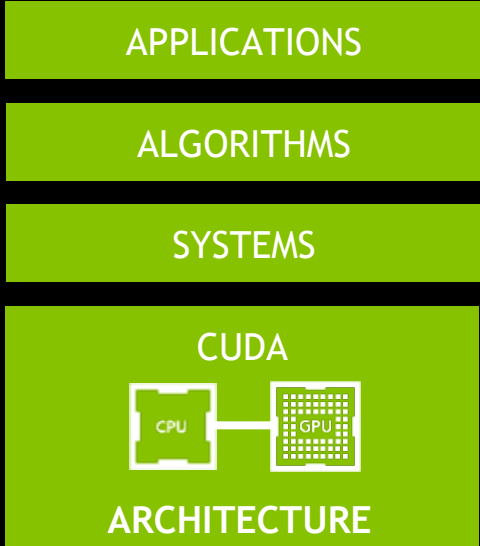 APPLICATIONS
ALGORITHMS
SYSTEMS
CUDA
CPU GPU
ARCHITECTURE